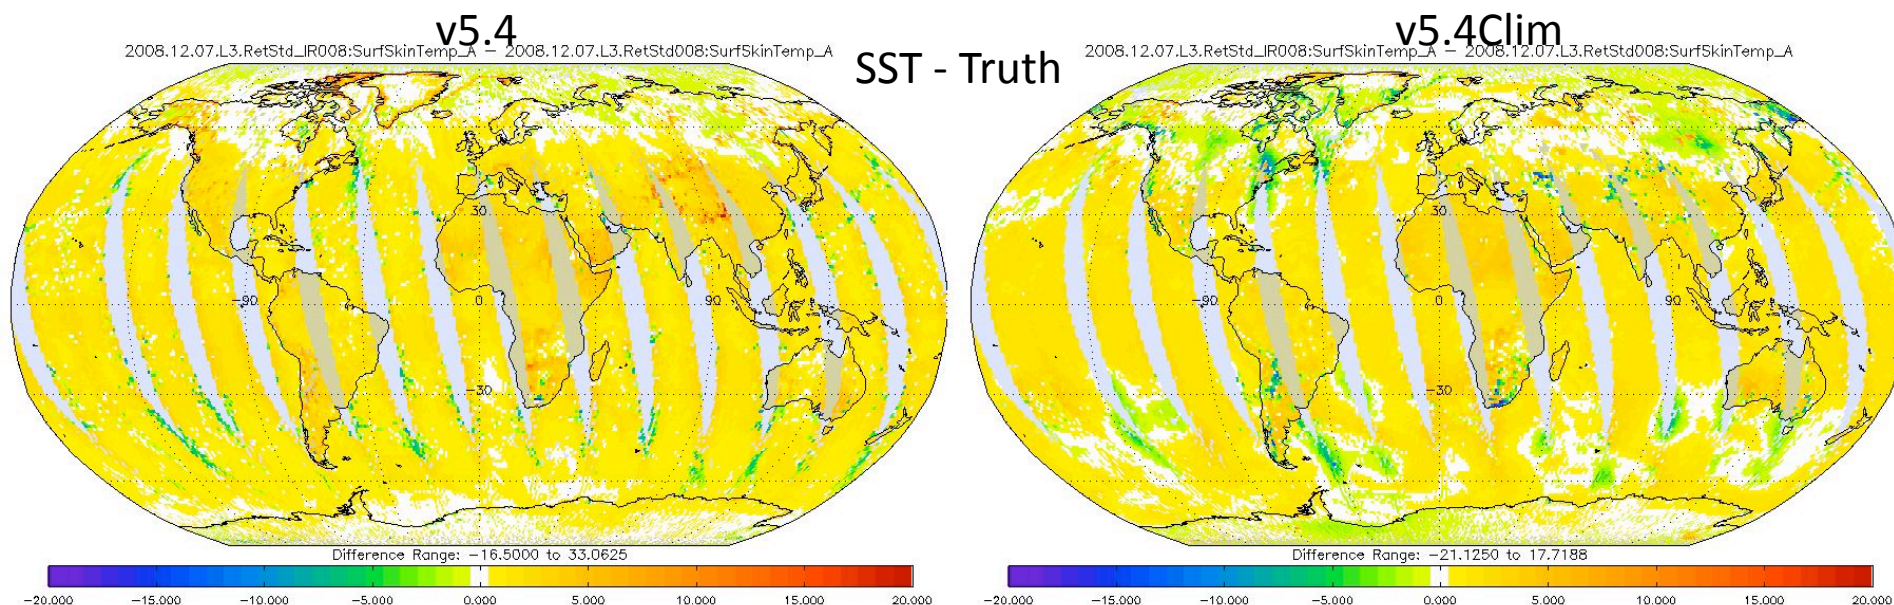 v5.4
2008.12.07.L3.RetStd_IR008:SurfSkinTemp_A − 2008.12.07.L3.RetStd008:SurfSkinTemp_A
SST - Truth
v5.4Clim
2008.12.07.L3.RetStd_IR008:SurfSkinTemp_A − 2008.12.07.L3.RetStd008:SurfSkinTemp_A
30
−90
0
90
−30
Difference Range: −16.5000 to 33.0625
−20.000 −15.000 −10.000 −5.000 0.000 5.000 10.000 15.000 20.000
30
−90
0
90
−30
Difference Range: −21.1250 to 17.7188
−20.000 −15.000 −10.000 −5.000 0.000 5.000 10.000 15.000 20.000